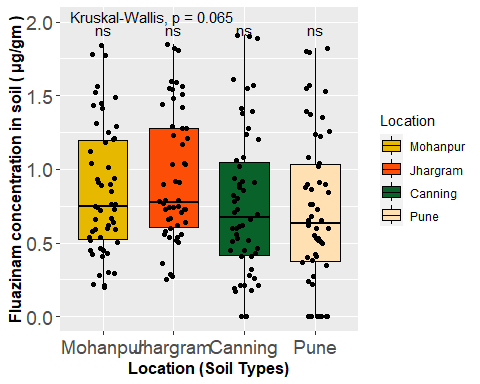 Kruskal-Wallis, p = 0.065
ns ns ns ns
2.0
1.5
1.0
0.5
0.0
Fluazinam concentration in soil ( μg/gm )
Mohanpur Jhargram Canning Pune
Location (Soil Types)
Location
Mohanpur
Jhargram
Canning
Pune